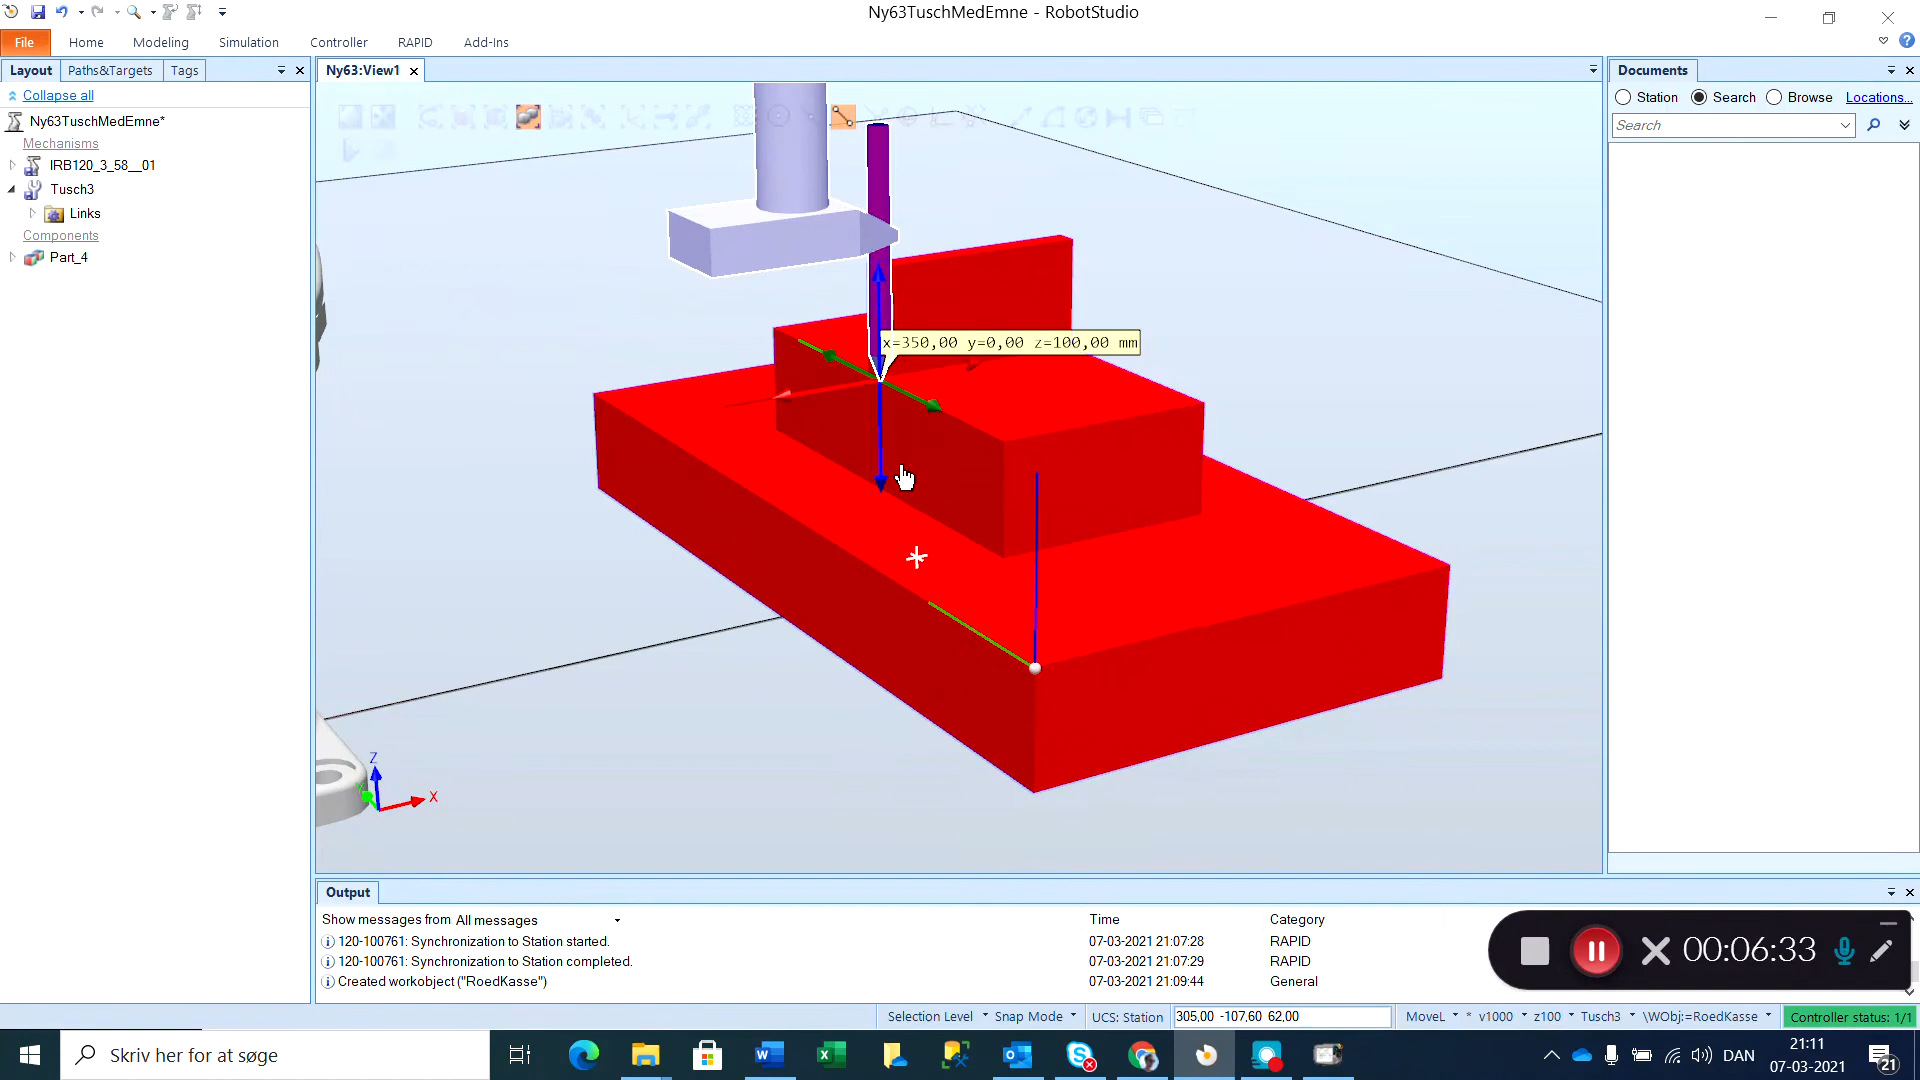 Ny63TuschMedEmne - RobotStudio
File Home Modeling Simulation Controller RAPID Add-Ins
Layout Paths&Targets Tags
Ny63:View1
Documents
Collapse all
Station Search Browse Locations...
Search
Ny63TuschMedEmne*
Mechanisms
IRB120_3_58__01
Tusch3
Links
Components
Part_4
x=350,00 y=0,00 z=100,00 mm
Z
X
Output
Show messages from All messages
Time
Category
120-100761: Synchronization to Station started.
07-03-2021 21:07:28
RAPID
120-100761: Synchronization to Station completed.
07-03-2021 21:07:29
RAPID
Created workobject ("RoedKasse")
07-03-2021 21:09:44
General
00:06:33
Selection Level Snap Mode UCS: Station 305,00 -107,60 62,00 MoveL * v1000 z100 Tusch3 \WObj:=RoedKasse Controller status: 1/1
Skriv her for at søge
DAN
21:11
07-03-2021
21